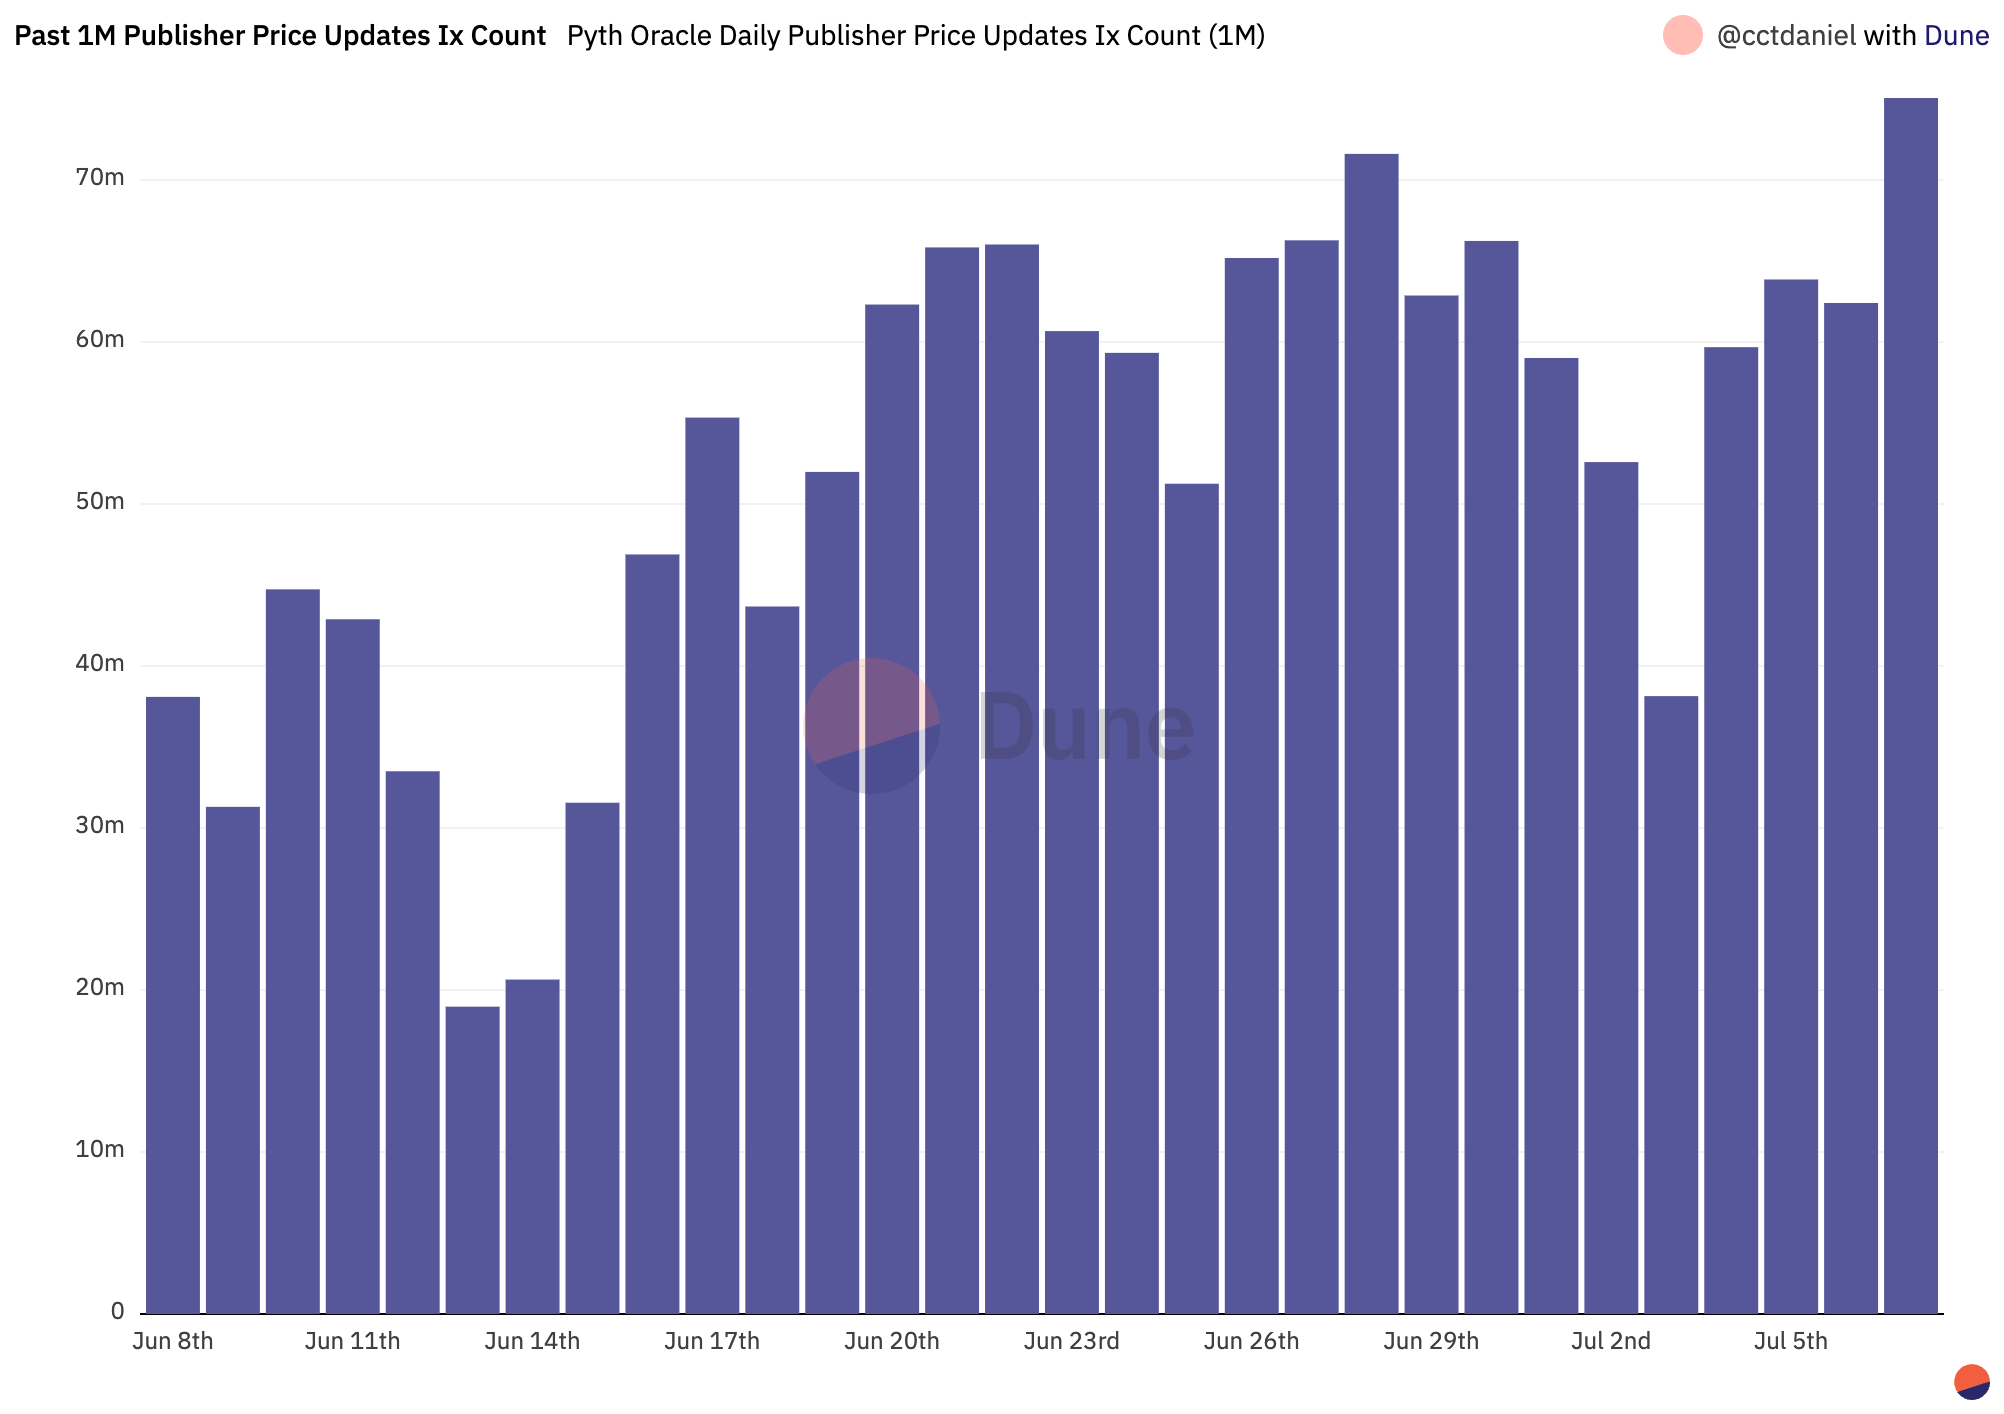 Past 1M Publisher Price Updates Ix Count Pyth Oracle Daily Publisher Price Updates Ix Count (1M)
@cctdaniel with Dune
70m
60m
50m
40m
30m
20m
10m
0
Dune
Jun 8th Jun 11th Jun 14th Jun 17th Jun 20th Jun 23rd Jun 26th Jun 29th Jul 2nd Jul 5th